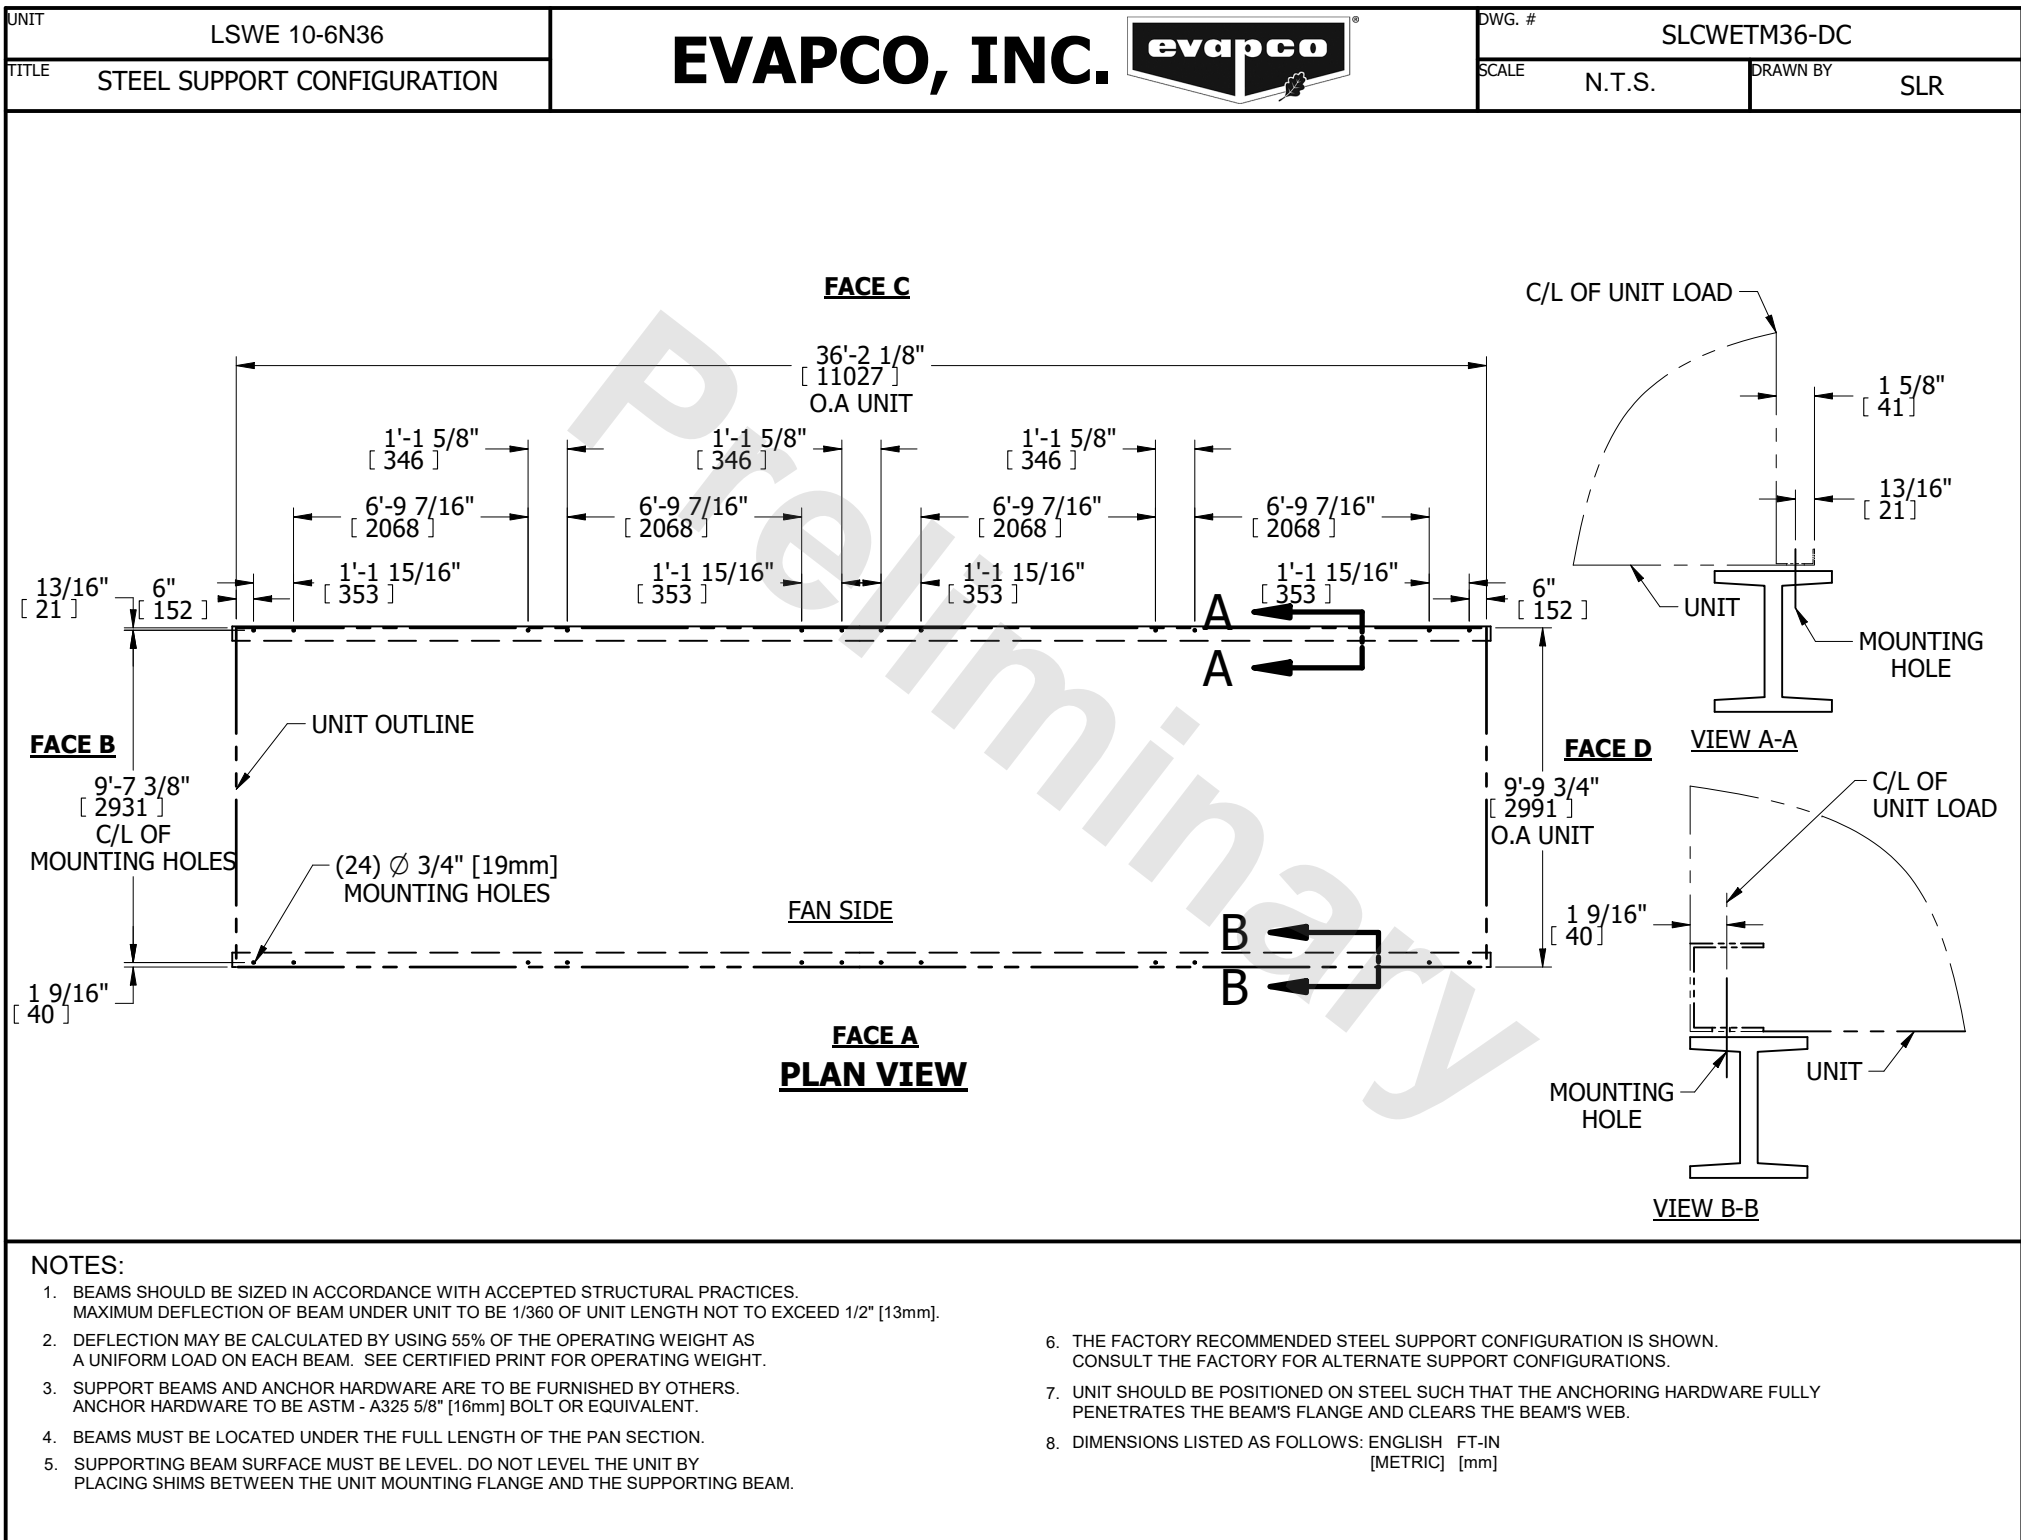 UNIT
LSWE 10-6N36
TITLE
STEEL SUPPORT CONFIGURATION
EVAPCO, INC.
evapco
®
DWG. #
SLCWETM36-DC
SCALE
N.T.S.
DRAWN BY
SLR
FACE C
36'-2 1/8"
[ 11027 ]
O.A UNIT
1'-1 5/8"
[ 346 ]
1'-1 5/8"
[ 346 ]
1'-1 5/8"
[ 346 ]
6'-9 7/16"
[ 2068 ]
6'-9 7/16"
[ 2068 ]
6'-9 7/16"
[ 2068 ]
6'-9 7/16"
[ 2068 ]
13/16"
[ 21 ]
6"
[ 152 ]
1'-1 15/16"
[ 353 ]
1'-1 15/16"
[ 353 ]
1'-1 15/16"
[ 353 ]
1'-1 15/16"
[ 353 ]
6"
[ 152 ]
A
A
UNIT OUTLINE
FACE B
9'-7 3/8"
[ 2931 ]
C/L OF
MOUNTING HOLES
(24) Ø 3/4" [19mm]
MOUNTING HOLES
FAN SIDE
B
B
1 9/16"
[ 40 ]
FACE D
9'-9 3/4"
[ 2991 ]
O.A UNIT
FACE A
PLAN VIEW
Preliminary
C/L OF UNIT LOAD
1 5/8"
[ 41 ]
13/16"
[ 21 ]
UNIT
MOUNTING
HOLE
VIEW A-A
C/L OF
UNIT LOAD
1 9/16"
[ 40 ]
UNIT
MOUNTING
HOLE
VIEW B-B
NOTES:
1. BEAMS SHOULD BE SIZED IN ACCORDANCE WITH ACCEPTED STRUCTURAL PRACTICES.
MAXIMUM DEFLECTION OF BEAM UNDER UNIT TO BE 1/360 OF UNIT LENGTH NOT TO EXCEED 1/2" [13mm].
2. DEFLECTION MAY BE CALCULATED BY USING 55% OF THE OPERATING WEIGHT AS
A UNIFORM LOAD ON EACH BEAM. SEE CERTIFIED PRINT FOR OPERATING WEIGHT.
3. SUPPORT BEAMS AND ANCHOR HARDWARE ARE TO BE FURNISHED BY OTHERS.
ANCHOR HARDWARE TO BE ASTM - A325 5/8" [16mm] BOLT OR EQUIVALENT.
4. BEAMS MUST BE LOCATED UNDER THE FULL LENGTH OF THE PAN SECTION.
5. SUPPORTING BEAM SURFACE MUST BE LEVEL. DO NOT LEVEL THE UNIT BY
PLACING SHIMS BETWEEN THE UNIT MOUNTING FLANGE AND THE SUPPORTING BEAM.
6. THE FACTORY RECOMMENDED STEEL SUPPORT CONFIGURATION IS SHOWN.
CONSULT THE FACTORY FOR ALTERNATE SUPPORT CONFIGURATIONS.
7. UNIT SHOULD BE POSITIONED ON STEEL SUCH THAT THE ANCHORING HARDWARE FULLY
PENETRATES THE BEAM'S FLANGE AND CLEARS THE BEAM'S WEB.
8. DIMENSIONS LISTED AS FOLLOWS: ENGLISH FT-IN
[METRIC] [mm]